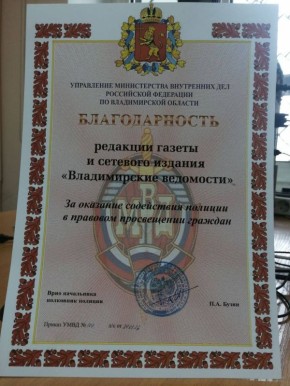 УПРАВЛЕНИЕ МИНИСТЕРСТВА ВНУТРЕННИХ ДЕЛ
РОССИЙСКОЙ ФЕДЕРАЦИИ
ПО ВЛАДИМИРСКОЙ ОБЛАСТИ
БЛАГОДАРНОСТЬ
редакции газеты
и сетевого издания
«Владимирские ведомости»
За оказание содействия полиции
в правовом просвещении граждан
Врио начальника
полковник полиции
П.А. Бузин
Приказ УМВД №